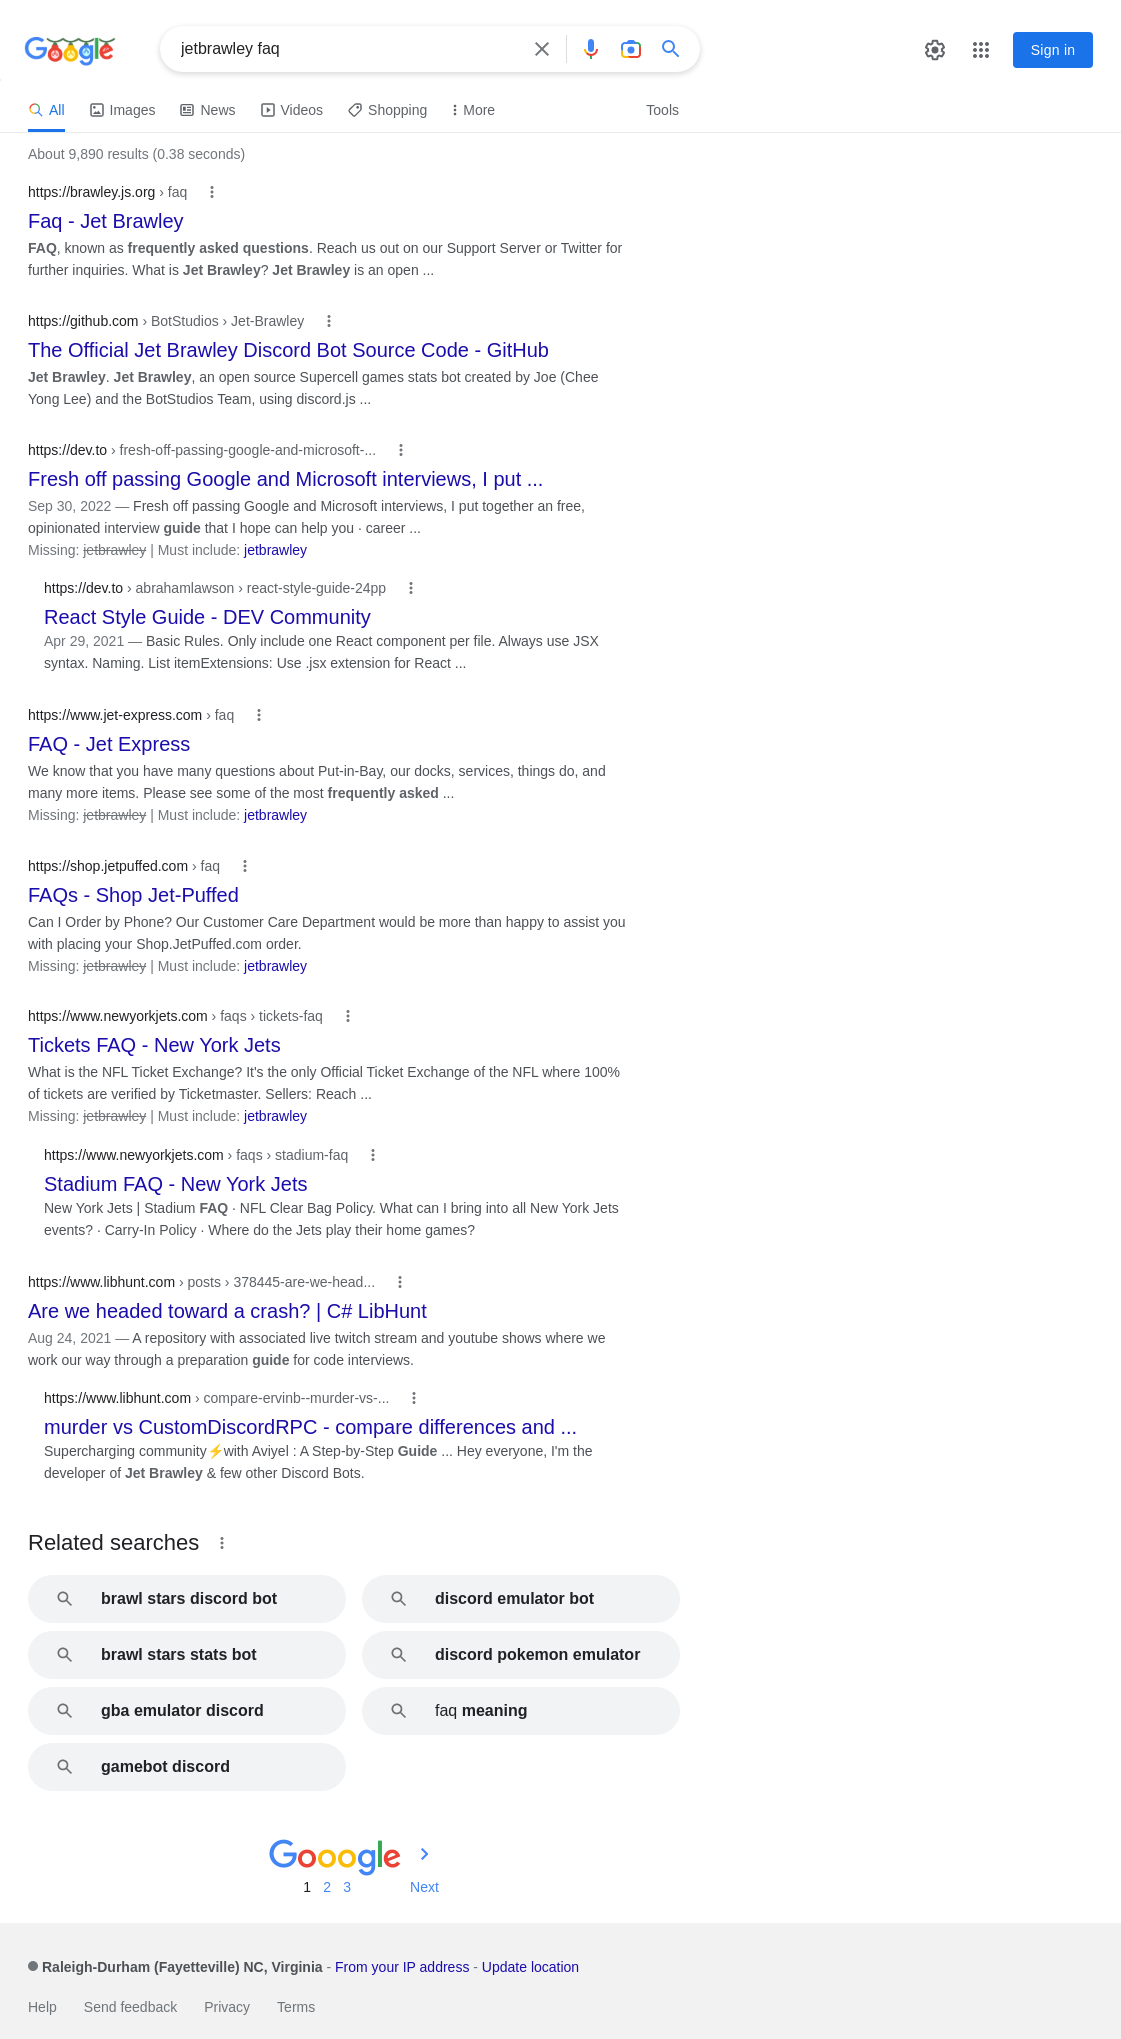 Google
jetbrawley faq
Sign in
All Images News Videos Shopping More Tools
About 9,890 results (0.38 seconds)
https://brawley.js.org › faq
Faq - Jet Brawley
FAQ, known as frequently asked questions. Reach us out on our Support Server or Twitter for
further inquiries. What is Jet Brawley? Jet Brawley is an open ...
https://github.com › BotStudios › Jet-Brawley
The Official Jet Brawley Discord Bot Source Code - GitHub
Jet Brawley. Jet Brawley, an open source Supercell games stats bot created by Joe (Chee
Yong Lee) and the BotStudios Team, using discord.js ...
https://dev.to › fresh-off-passing-google-and-microsoft-...
Fresh off passing Google and Microsoft interviews, I put ...
Sep 30, 2022 — Fresh off passing Google and Microsoft interviews, I put together an free,
opinionated interview guide that I hope can help you · career ...
Missing: jetbrawley | Must include: jetbrawley
https://dev.to › abrahamlawson › react-style-guide-24pp
React Style Guide - DEV Community
Apr 29, 2021 — Basic Rules. Only include one React component per file. Always use JSX
syntax. Naming. List itemExtensions: Use .jsx extension for React ...
https://www.jet-express.com › faq
FAQ - Jet Express
We know that you have many questions about Put-in-Bay, our docks, services, things do, and
many more items. Please see some of the most frequently asked ...
Missing: jetbrawley | Must include: jetbrawley
https://shop.jetpuffed.com › faq
FAQs - Shop Jet-Puffed
Can I Order by Phone? Our Customer Care Department would be more than happy to assist you
with placing your Shop.JetPuffed.com order.
Missing: jetbrawley | Must include: jetbrawley
https://www.newyorkjets.com › faqs › tickets-faq
Tickets FAQ - New York Jets
What is the NFL Ticket Exchange? It's the only Official Ticket Exchange of the NFL where 100%
of tickets are verified by Ticketmaster. Sellers: Reach ...
Missing: jetbrawley | Must include: jetbrawley
https://www.newyorkjets.com › faqs › stadium-faq
Stadium FAQ - New York Jets
New York Jets | Stadium FAQ · NFL Clear Bag Policy. What can I bring into all New York Jets
events? · Carry-In Policy · Where do the Jets play their home games?
https://www.libhunt.com › posts › 378445-are-we-head...
Are we headed toward a crash? | C# LibHunt
Aug 24, 2021 — A repository with associated live twitch stream and youtube shows where we
work our way through a preparation guide for code interviews.
https://www.libhunt.com › compare-ervinb--murder-vs-...
murder vs CustomDiscordRPC - compare differences and ...
Supercharging community⚡with Aviyel : A Step-by-Step Guide ... Hey everyone, I'm the
developer of Jet Brawley & few other Discord Bots.
Related searches
brawl stars discord bot
discord emulator bot
brawl stars stats bot
discord pokemon emulator
gba emulator discord
faq meaning
gamebot discord
Gooogle
1 2 3 Next
Raleigh-Durham (Fayetteville) NC, Virginia - From your IP address - Update location
Help Send feedback Privacy Terms